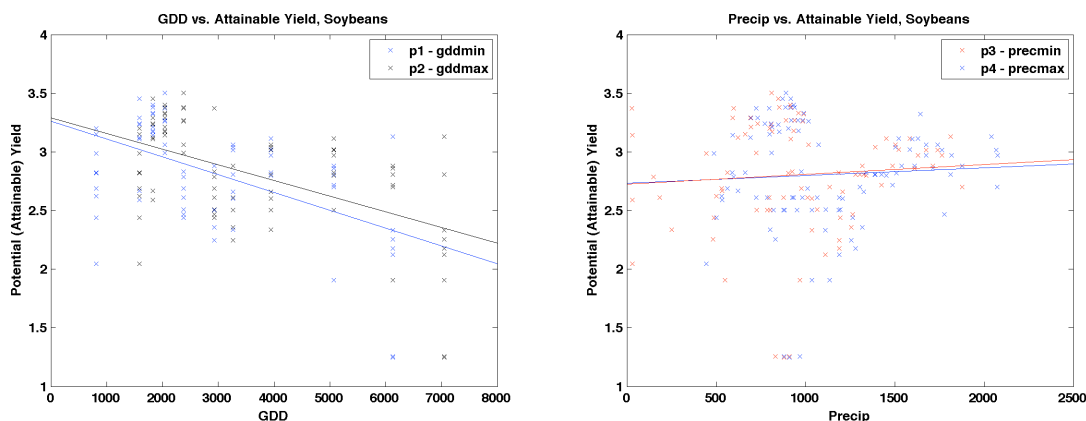 GDD vs. Attainable Yield, Soybeans
p1 - gddmin
p2 - gddmax
Potential (Attainable) Yield
4
3.5
3
2.5
2
1.5
1
0 1000 2000 3000 4000 5000 6000 7000 8000
GDD
Precip vs. Attainable Yield, Soybeans
p3 - precmin
p4 - precmax
Potential (Attainable) Yield
4
3.5
3
2.5
2
1.5
1
0 500 1000 1500 2000 2500
Precip